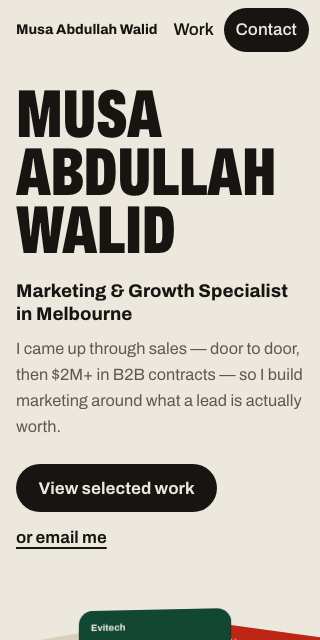 Musa Abdullah Walid Work Contact
MUSA
ABDULLAH
WALID
Marketing & Growth Specialist
in Melbourne
I came up through sales — door to door,
then $2M+ in B2B contracts — so I build
marketing around what a lead is actually
worth.
View selected work
or email me
Evitech